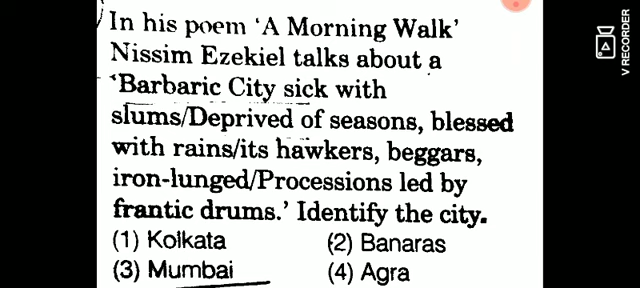 In his poem ‘A Morning Walk’
Nissim Ezekiel talks about a
‘Barbaric City sick with
slums/Deprived of seasons, blessed
with rains/its hawkers, beggars,
iron-lunged/Processions led by
frantic drums.’ Identify the city.
(1) Kolkata (2) Banaras
(3) Mumbai (4) Agra
V RECORDER